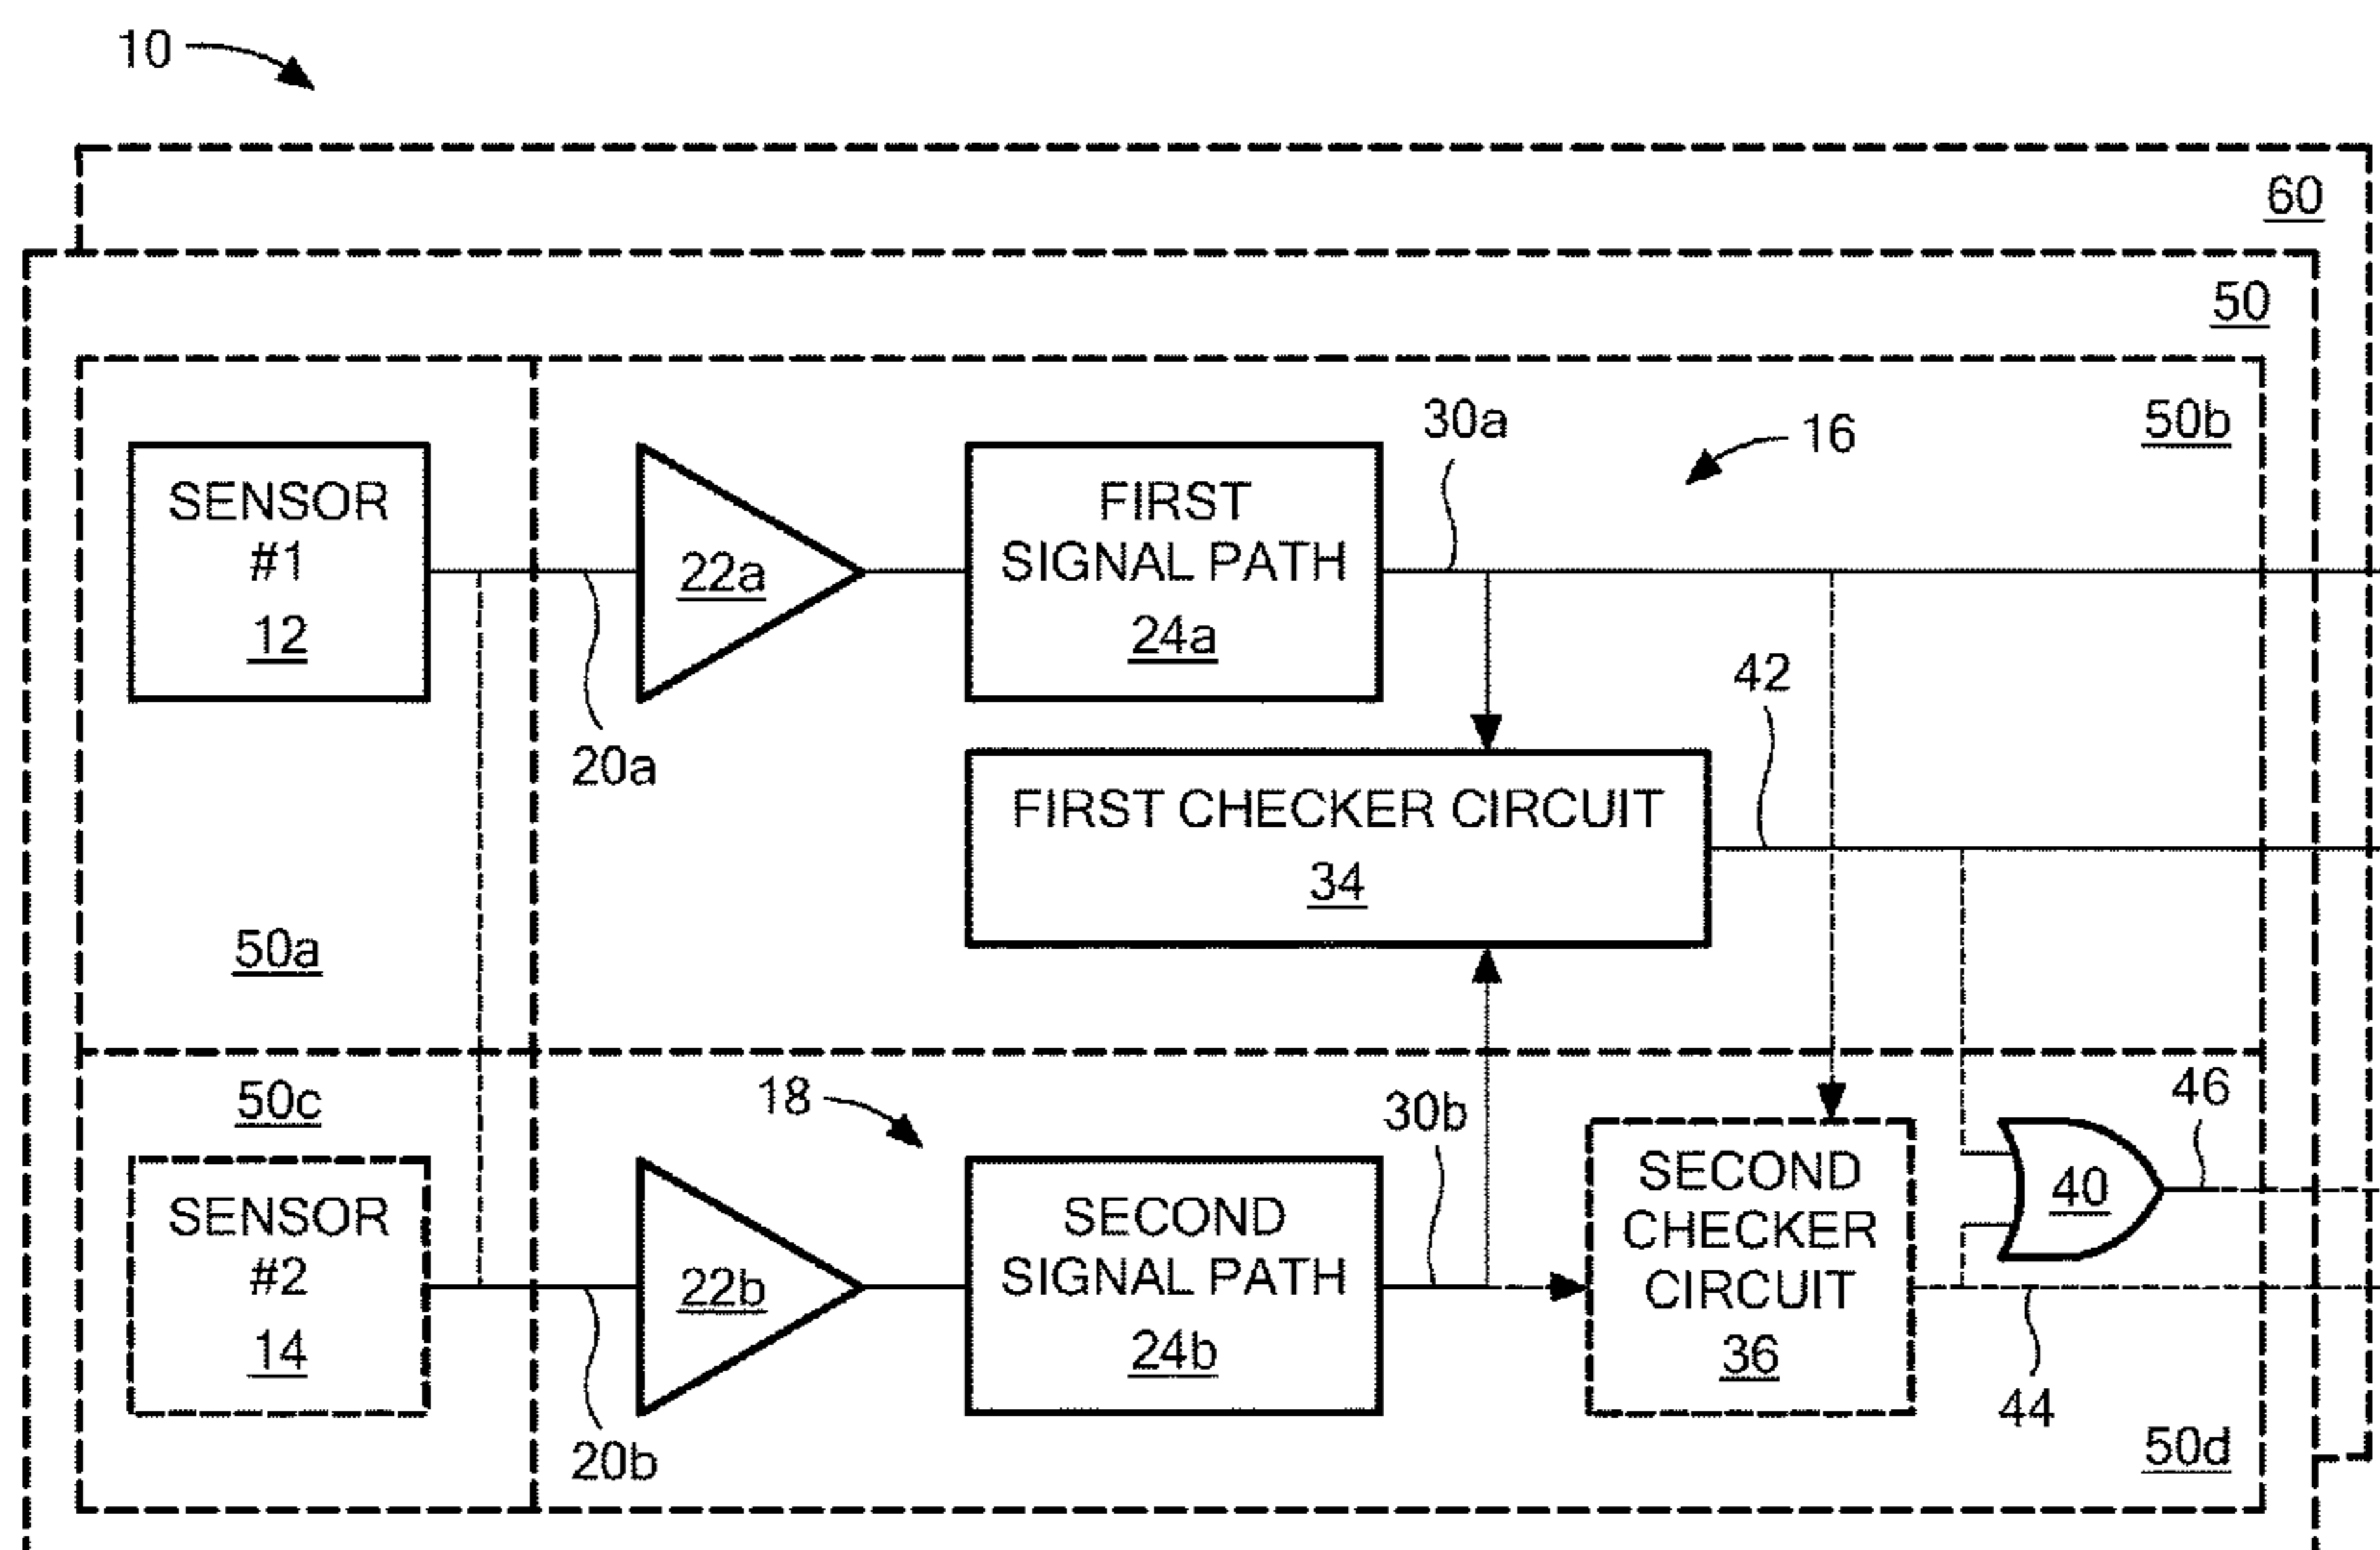 10
60
50
50b
30a
16
SENSOR
#1
12
22a
FIRST
SIGNAL PATH
24a
20a
42
FIRST CHECKER CIRCUIT
34
50a
50c
18
30b
46
SENSOR
#2
14
22b
SECOND
SIGNAL PATH
24b
SECOND
CHECKER
CIRCUIT
36
40
44
20b
50d